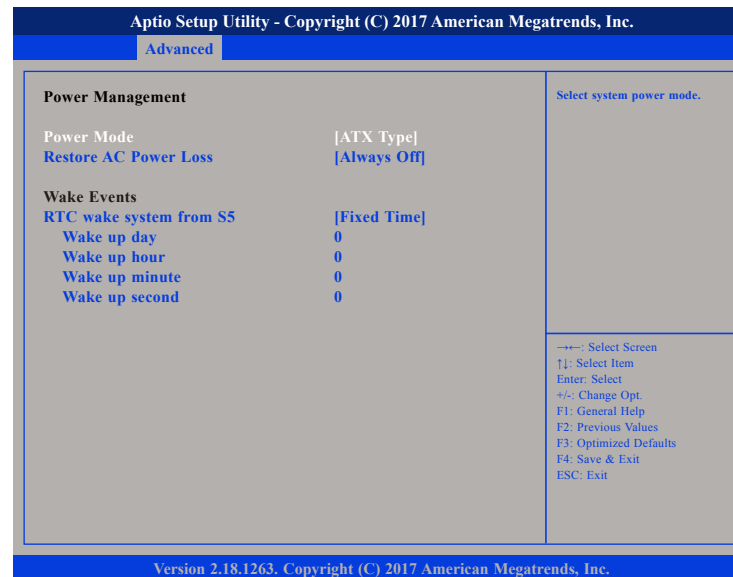 Aptio Setup Utility - Copyright (C) 2017 American Megatrends, Inc.
Advanced
Power Management
Power Mode [ATX Type]
Restore AC Power Loss [Always Off]
Wake Events
RTC wake system from S5 [Fixed Time]
Wake up day 0
Wake up hour 0
Wake up minute 0
Wake up second 0
Select system power mode.
→←: Select Screen
↑↓: Select Item
Enter: Select
+/-: Change Opt.
F1: General Help
F2: Previous Values
F3: Optimized Defaults
F4: Save & Exit
ESC: Exit
Version 2.18.1263. Copyright (C) 2017 American Megatrends, Inc.